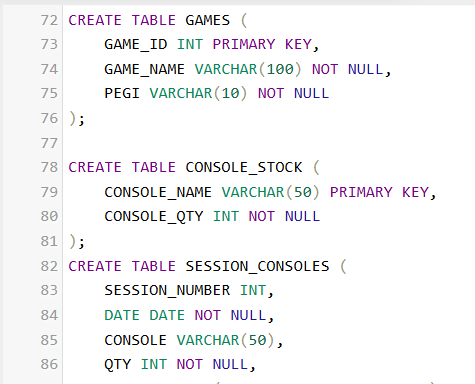 72 CREATE TABLE GAMES (
73 GAME_ID INT PRIMARY KEY,
74 GAME_NAME VARCHAR(100) NOT NULL,
75 PEGI VARCHAR(10) NOT NULL
76 );
77
78 CREATE TABLE CONSOLE_STOCK (
79 CONSOLE_NAME VARCHAR(50) PRIMARY KEY,
80 CONSOLE_QTY INT NOT NULL
81 );
82 CREATE TABLE SESSION_CONSOLES (
83 SESSION_NUMBER INT,
84 DATE DATE NOT NULL,
85 CONSOLE VARCHAR(50),
86 QTY INT NOT NULL,